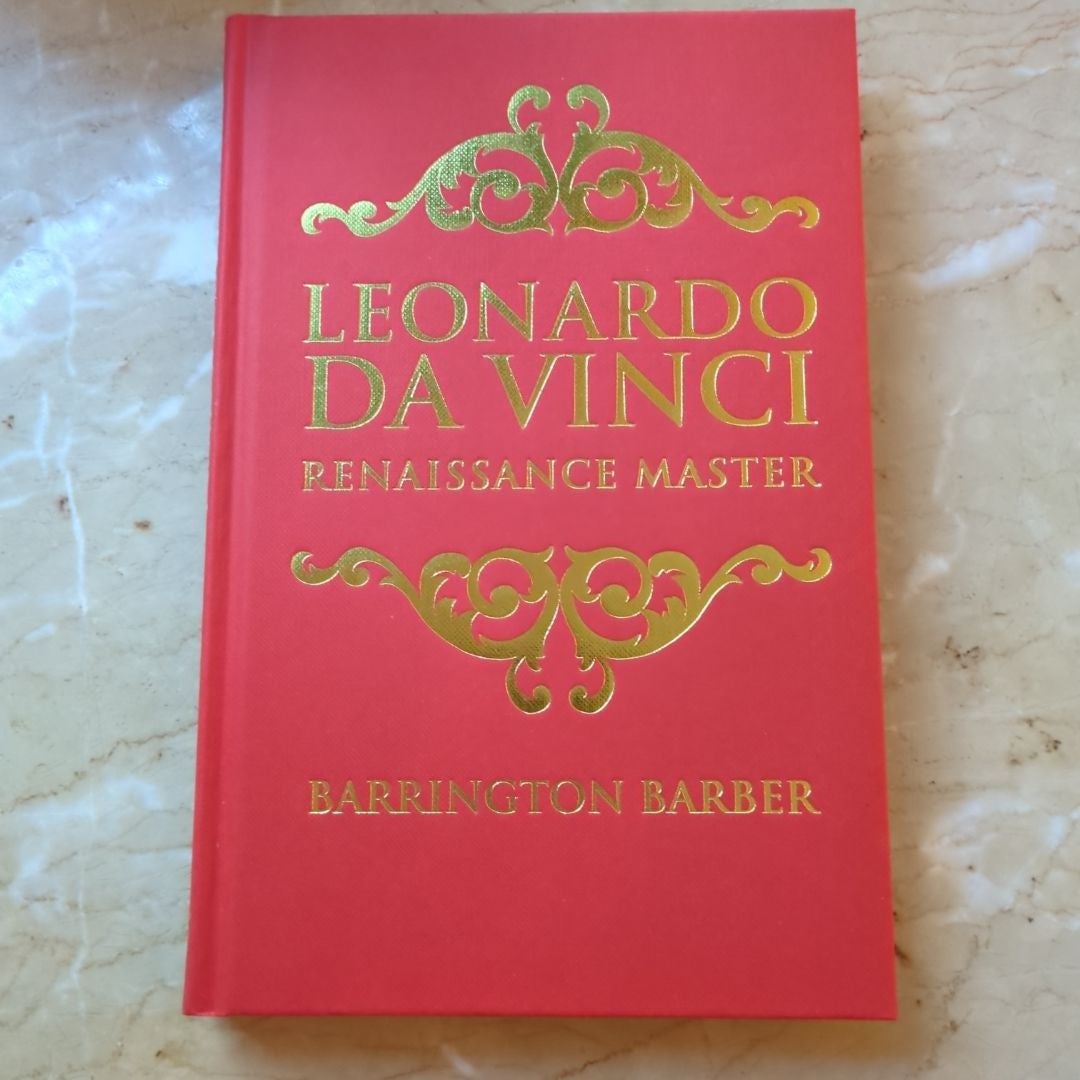 LEONARDO
DA VINCI
RENAISSANCE MASTER
BARRINGTON BARBER